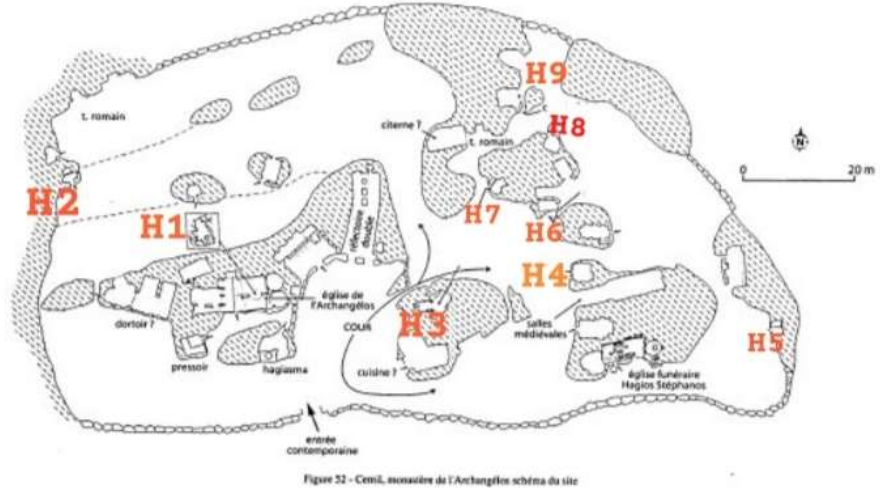 H9
t. romain
citerne ?
H8
t. romain
N
0 20 m
H2
H1
réfectoire
double
H7
H6
H4
église de
l'Archangélos
H3
dortoir ?
COUR
salles
médiévales
H5
pressoir
hagiasma
cuisine ?
église funéraire
Hagios Stéphanos
entrée
contemporaine
Figure 52 - Cemil, monastère de l'Archangélos schéma du site